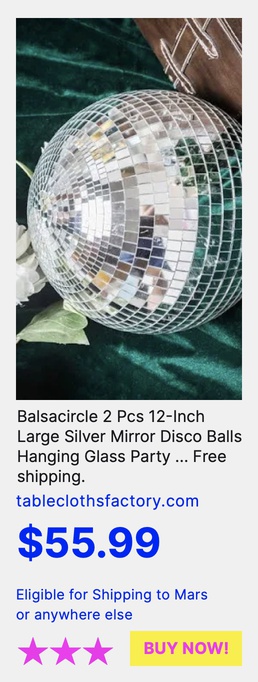 Balsacircle 2 Pcs 12-Inch
Large Silver Mirror Disco Balls
Hanging Glass Party ... Free
shipping.
tableclothsfactory.com
$55.99
Eligible for Shipping to Mars
or anywhere else
BUY NOW!